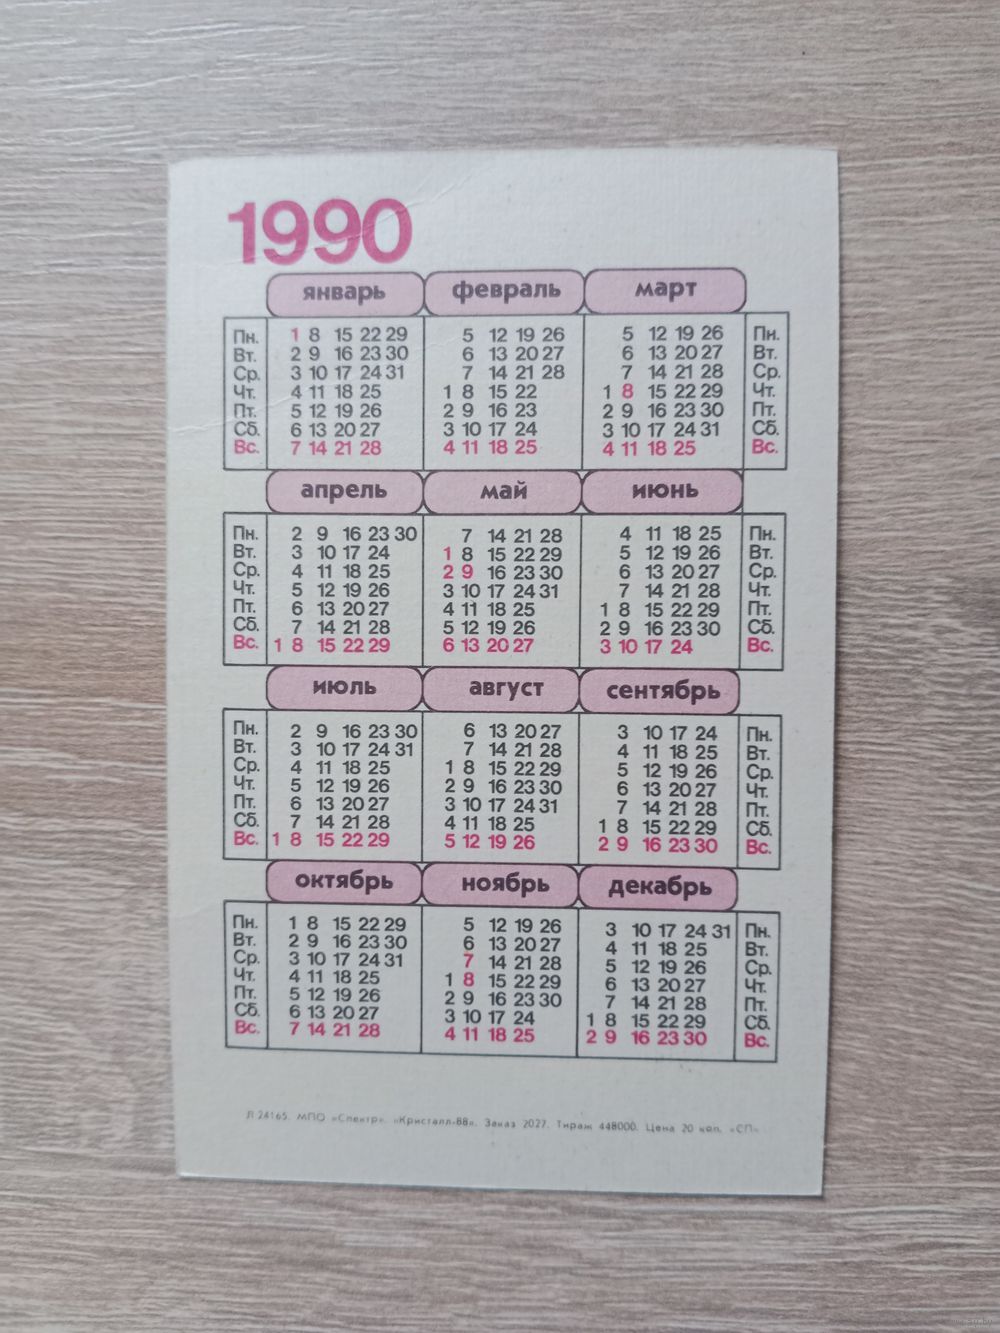 1990
январь февраль март
Пн. 1 8 15 22 29 5 12 19 26 5 12 19 26 Пн.
Вт. 2 9 16 23 30 6 13 20 27 6 13 20 27 Вт.
Ср. 3 10 17 24 31 7 14 21 28 7 14 21 28 Ср.
Чт. 4 11 18 25 1 8 15 22 1 8 15 22 29 Чт.
Пт. 5 12 19 26 2 9 16 23 2 9 16 23 30 Пт.
Сб. 6 13 20 27 3 10 17 24 3 10 17 24 31 Сб.
Вс. 7 14 21 28 4 11 18 25 4 11 18 25 Вс.
апрель май июнь
Пн. 2 9 16 23 30 7 14 21 28 4 11 18 25 Пн.
Вт. 3 10 17 24 1 8 15 22 29 5 12 19 26 Вт.
Ср. 4 11 18 25 2 9 16 23 30 6 13 20 27 Ср.
Чт. 5 12 19 26 3 10 17 24 31 7 14 21 28 Чт.
Пт. 6 13 20 27 4 11 18 25 1 8 15 22 29 Пт.
Сб. 7 14 21 28 5 12 19 26 2 9 16 23 30 Сб.
Вс. 1 8 15 22 29 6 13 20 27 3 10 17 24 Вс.
июль август сентябрь
Пн. 2 9 16 23 30 6 13 20 27 3 10 17 24 Пн.
Вт. 3 10 17 24 31 7 14 21 28 4 11 18 25 Вт.
Ср. 4 11 18 25 1 8 15 22 29 5 12 19 26 Ср.
Чт. 5 12 19 26 2 9 16 23 30 6 13 20 27 Чт.
Пт. 6 13 20 27 3 10 17 24 31 7 14 21 28 Пт.
Сб. 7 14 21 28 4 11 18 25 1 8 15 22 29 Сб.
Вс. 1 8 15 22 29 5 12 19 26 2 9 16 23 30 Вс.
октябрь ноябрь декабрь
Пн. 1 8 15 22 29 5 12 19 26 3 10 17 24 31 Пн.
Вт. 2 9 16 23 30 6 13 20 27 4 11 18 25 Вт.
Ср. 3 10 17 24 31 7 14 21 28 5 12 19 26 Ср.
Чт. 4 11 18 25 1 8 15 22 29 6 13 20 27 Чт.
Пт. 5 12 19 26 2 9 16 23 30 7 14 21 28 Пт.
Сб. 6 13 20 27 3 10 17 24 1 8 15 22 29 Сб.
Вс. 7 14 21 28 4 11 18 25 2 9 16 23 30 Вс.
Л 24165. МПО «Спектр». «Кристалл-88». Заказ 2027. Тираж 448000. Цена 20 коп. «СП»